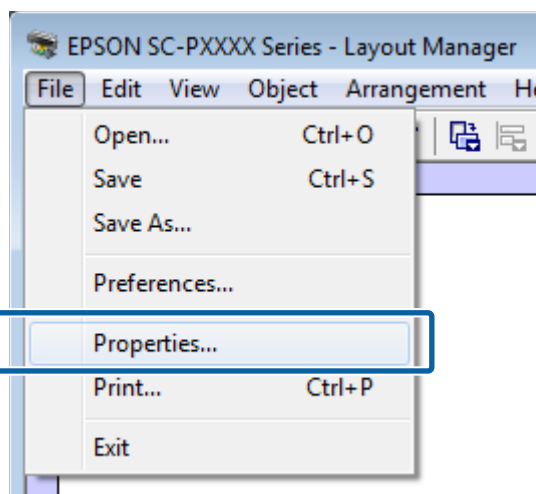 EPSON SC-PXXXX Series - Layout Manager
File Edit View Object Arrangement
Open... Ctrl+O
Save Ctrl+S
Save As...
Preferences...
Properties...
Print... Ctrl+P
Exit